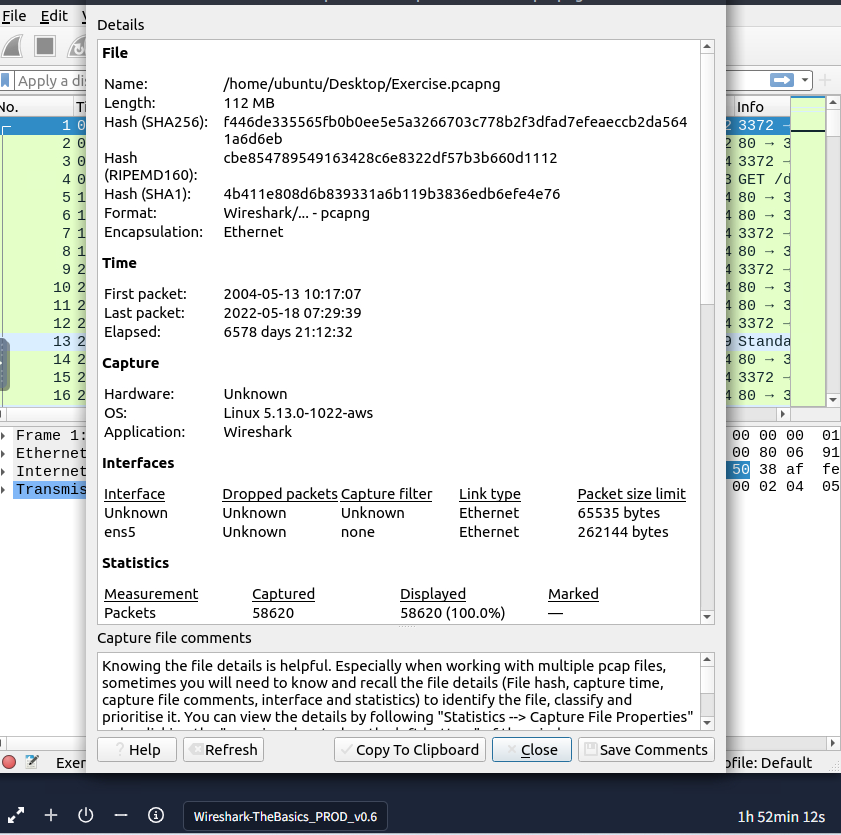 File Edit
Details
File
Name: /home/ubuntu/Desktop/Exercise.pcapng
Length: 112 MB
Hash (SHA256): f446de335565fb0b0ee5e5a3266703c778b2f3dfad7efeaeccb2da564
1a6d6eb
Hash cbe854789549163428c6e8322df57b3b660d1112
(RIPEMD160):
Hash (SHA1): 4b411e808d6b839331a6b119b3836edb6efe4e76
Format: Wireshark/... - pcapng
Encapsulation: Ethernet
Time
First packet: 2004-05-13 10:17:07
Last packet: 2022-05-18 07:29:39
Elapsed: 6578 days 21:12:32
Capture
Hardware: Unknown
OS: Linux 5.13.0-1022-aws
Application: Wireshark
Interfaces
Interface Dropped packets Capture filter Link type Packet size limit
Unknown Unknown Unknown Ethernet 65535 bytes
ens5 Unknown none Ethernet 262144 bytes
Statistics
Measurement Captured Displayed Marked
Packets 58620 58620 (100.0%) —
Capture file comments
Knowing the file details is helpful. Especially when working with multiple pcap files,
sometimes you will need to know and recall the file details (File hash, capture time,
capture file comments, interface and statistics) to identify the file, classify and
prioritise it. You can view the details by following "Statistics --> Capture File Properties"
Help Refresh Copy To Clipboard Close Save Comments
Apply a di
No. Ti Info
1 0 3372 →
2 0 80 → 3
3 0 3372 →
4 0 GET /d
5 1 80 → 3
6 1 80 → 3
7 1 3372 →
8 1 80 → 3
9 2 3372 →
10 2 80 → 3
11 2 80 → 3
12 2 3372 →
13 2 Standa
14 2 80 → 3
15 2 3372 →
16 2 80 → 3
Frame 1: 00 00 00 01
Ethernet 00 80 06 91
Internet 50 38 af fe
Transmis 00 02 04 05
Exer ofile: Default
Wireshark-TheBasics_PROD_v0.6 1h 52min 12s